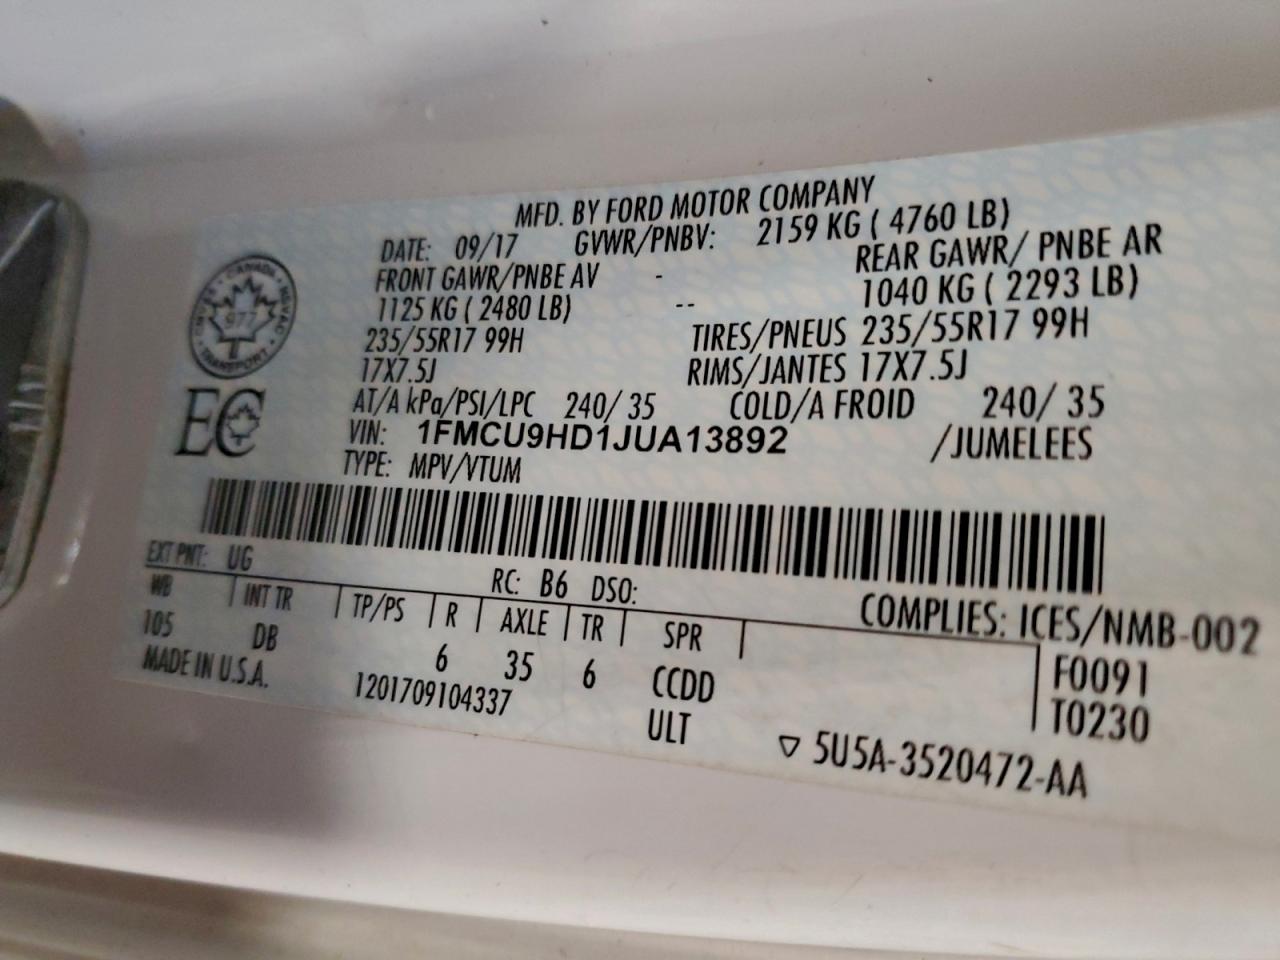 MFD. BY FORD MOTOR COMPANY
DATE: 09/17 GVWR/PNBV: 2159 KG ( 4760 LB)
FRONT GAWR/PNBE AV - REAR GAWR/ PNBE AR
1125 KG ( 2480 LB) -- 1040 KG ( 2293 LB)
235/55R17 99H TIRES/PNEUS 235/55R17 99H
17X7.5J RIMS/JANTES 17X7.5J
AT/A kPa/PSI/LPC 240/ 35 COLD/A FROID 240/ 35
VIN: 1FMCU9HD1JUA13892 /JUMELEES
TYPE: MPV/VTUM
CANADA
977
TRANSPORT
EC
EXT PNT: UG RC: B6 DSO:
COMPLIES: ICES/NMB-002
WB INT TR TP/PS R AXLE TR SPR
105 DB 6 35 6 CCDD
F0091
T0230
MADE IN U.S.A. 1201709104337 ULT
5U5A-3520472-AA